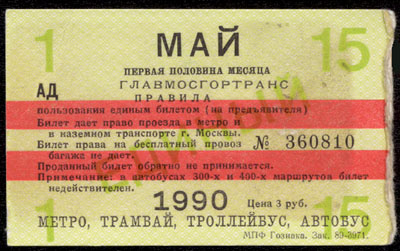 1 МАЙ 15
ПЕРВАЯ ПОЛОВИНА МЕСЯЦА
ГЛАВМОСГОРТРАНС
АД ПРАВИЛА
пользования единым билетом (на предъявителя)
Билет дает право проезда в метро и
в наземном транспорте г. Москвы.
Билет права на бесплатный провоз № 360810
багажа не дает.
Проданный билет обратно не принимается.
Примечание: в автобусах 300-х и 400-х маршрутов билет
недействителен.
1 1990 Цена 3 руб. 15
МЕТРО, ТРАМВАЙ, ТРОЛЛЕЙБУС, АВТОБУС
МПФ Гознака. Зак. 89-3971.